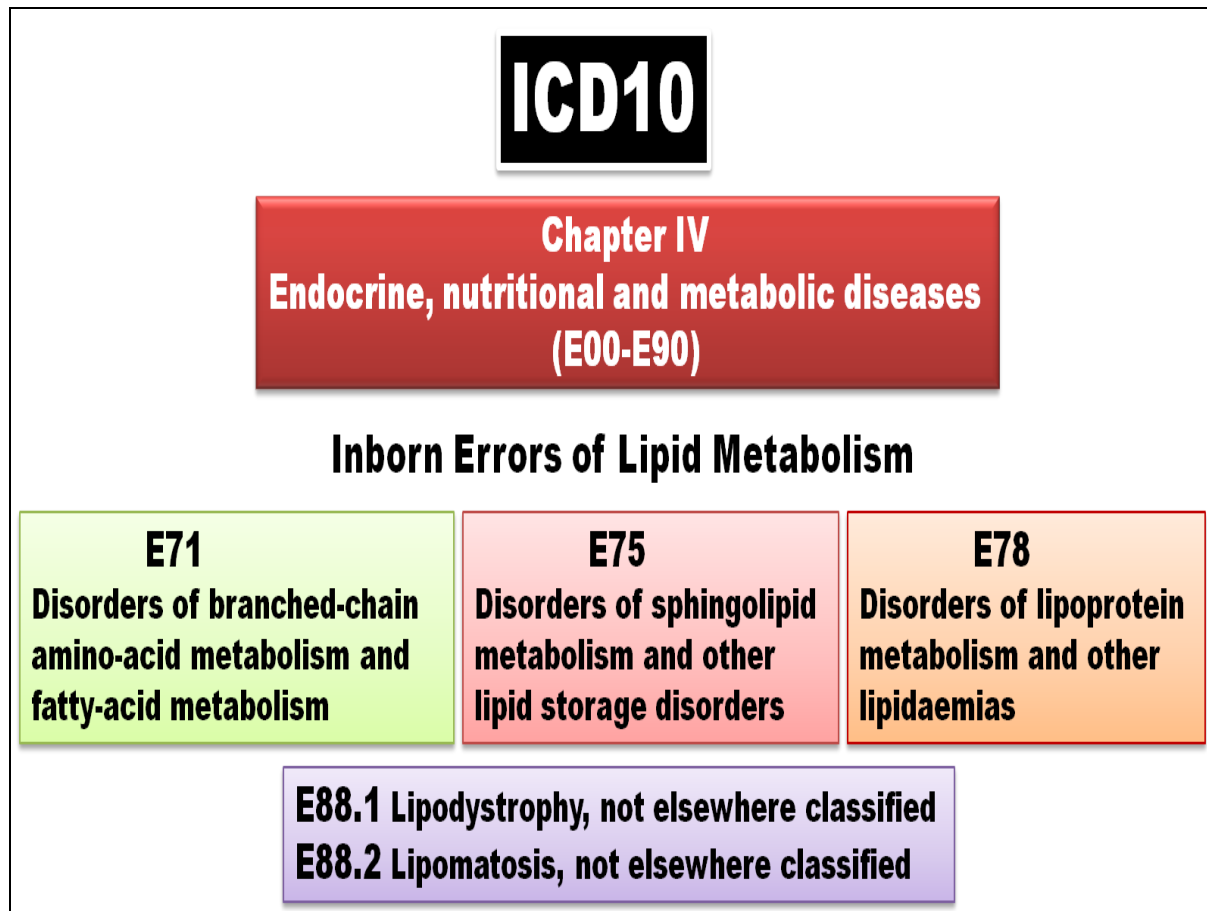 ICD10
Chapter IV
Endocrine, nutritional and metabolic diseases
(E00-E90)
Inborn Errors of Lipid Metabolism
E71
Disorders of branched-chain
amino-acid metabolism and
fatty-acid metabolism
E75
Disorders of sphingolipid
metabolism and other
lipid storage disorders
E78
Disorders of lipoprotein
metabolism and other
lipidaemias
E88.1 Lipodystrophy, not elsewhere classified
E88.2 Lipomatosis, not elsewhere classified